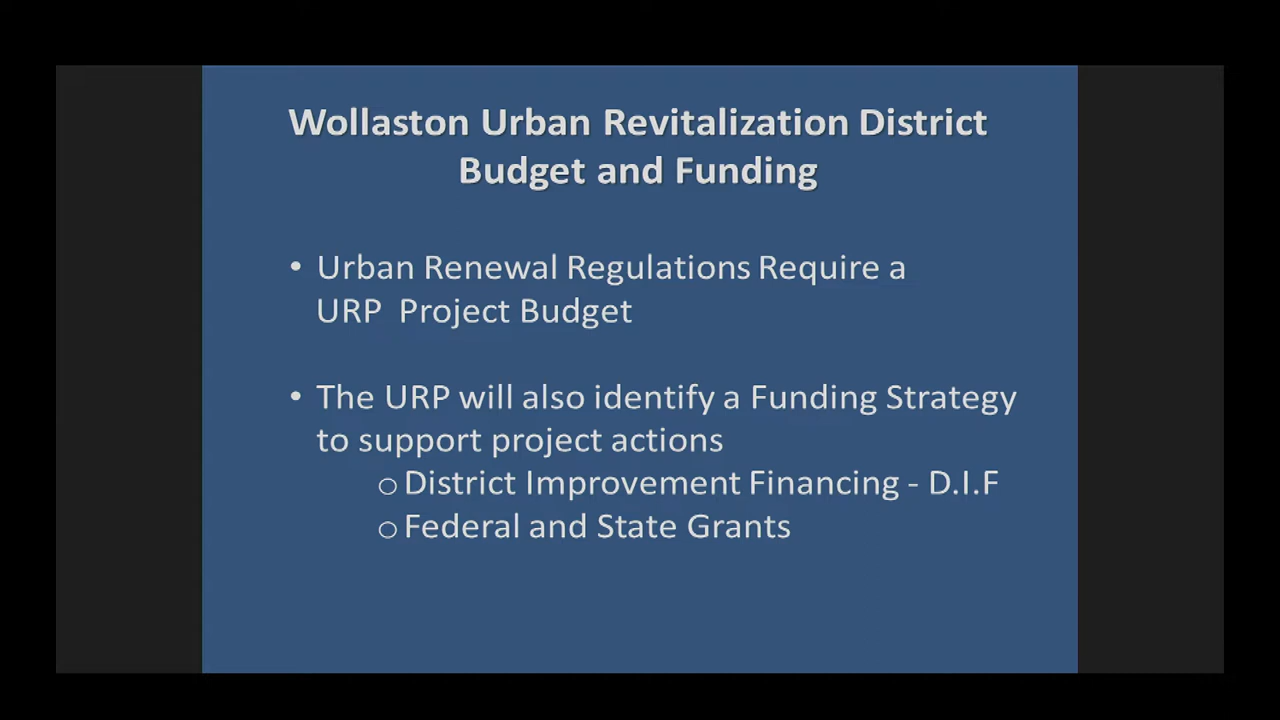 Wollaston Urban Revitalization District
Budget and Funding
• Urban Renewal Regulations Require a
URP Project Budget
• The URP will also identify a Funding Strategy
to support project actions
o District Improvement Financing - D.I.F
o Federal and State Grants